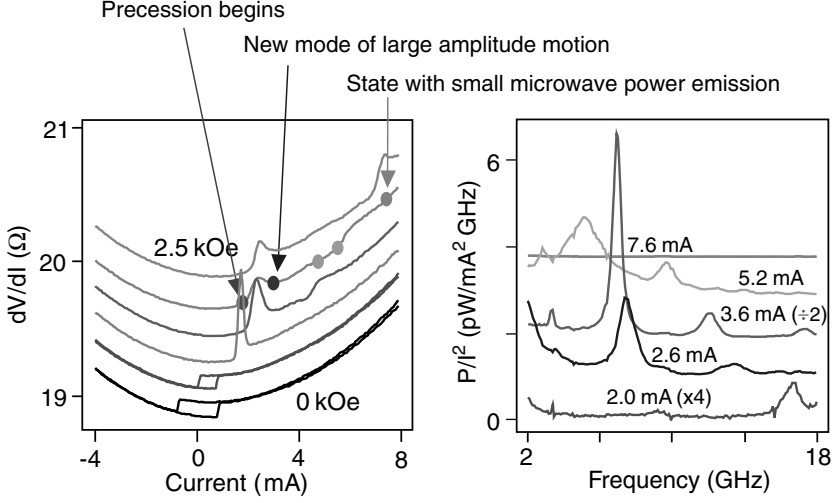 Precession begins
New mode of large amplitude motion
State with small microwave power emission
21
20
19
dV/dI (Ω)
2.5 kOe
0 kOe
-4
0
4
8
Current (mA)
6
0
P/I² (pW/mA² GHz)
7.6 mA
5.2 mA
3.6 mA (÷2)
2.6 mA
2.0 mA (x4)
2
18
Frequency (GHz)